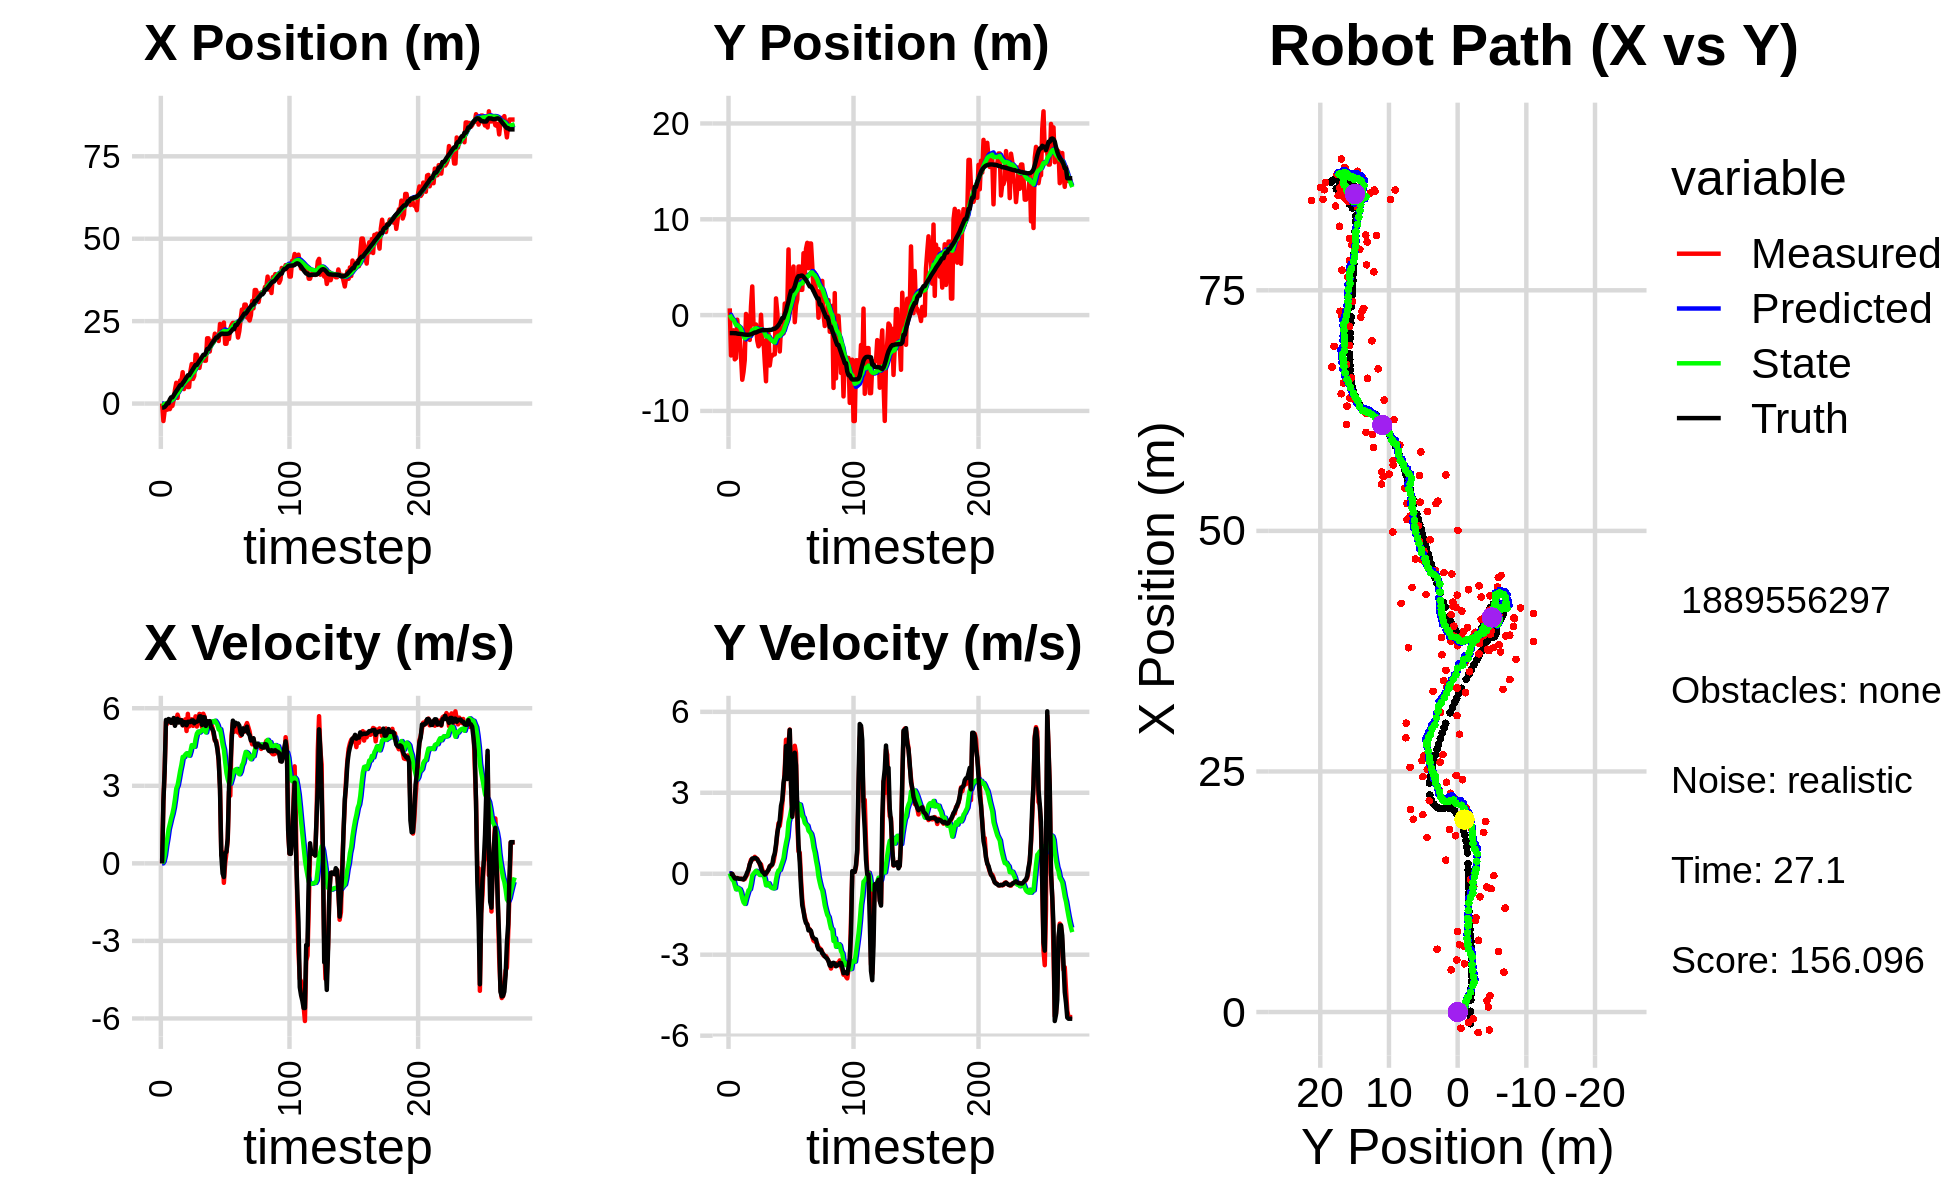 X Position (m)
75
50
25
0
0
100
200
timestep
Y Position (m)
20
10
0
-10
0
100
200
timestep
X Velocity (m/s)
6
3
0
-3
-6
0
100
200
timestep
Y Velocity (m/s)
6
3
0
-3
-6
0
100
200
timestep
Robot Path (X vs Y)
X Position (m)
75
50
25
0
20 10 0 -10 -20
Y Position (m)
variable
Measured
Predicted
State
Truth
1889556297
Obstacles: none
Noise: realistic
Time: 27.1
Score: 156.096